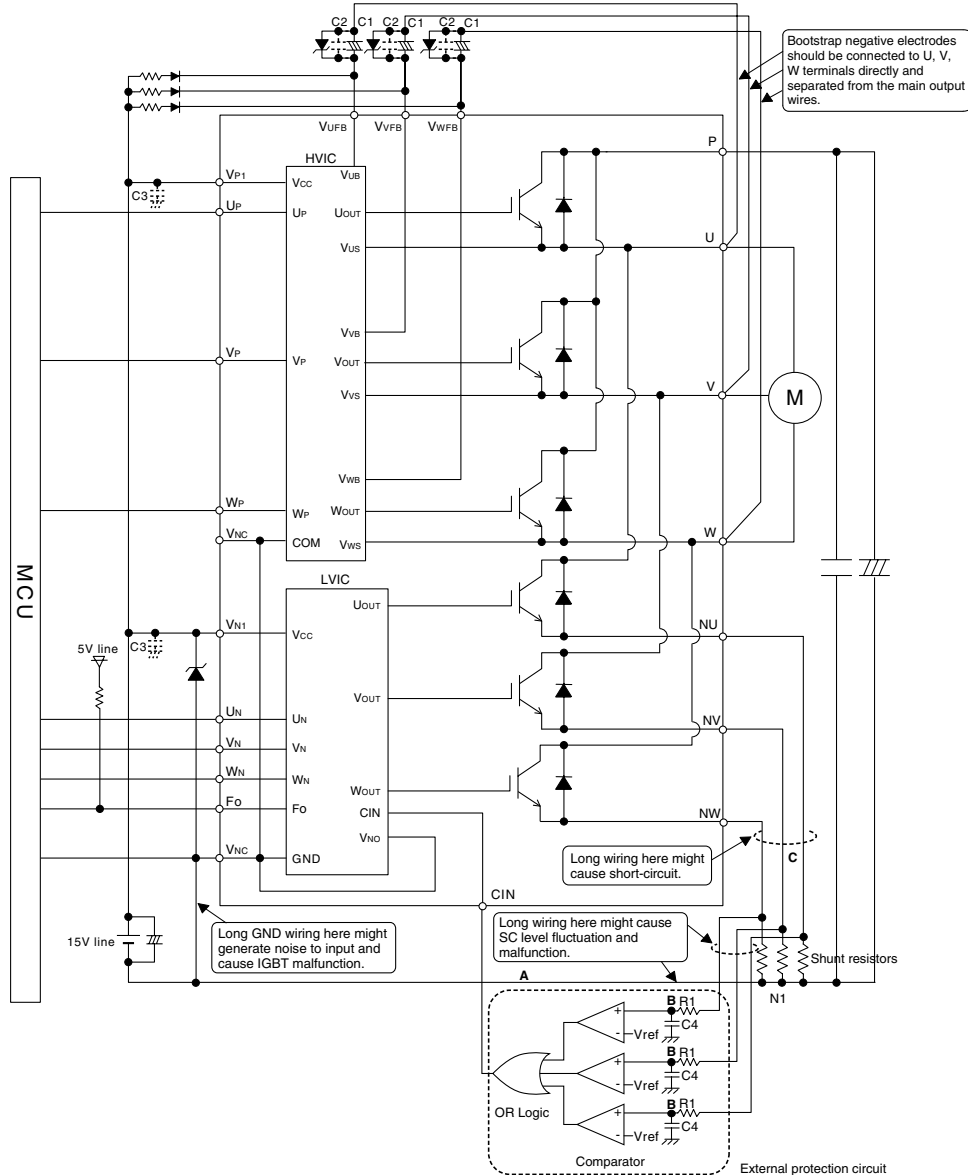 C2 C1 C2 C1 C2 C1
Bootstrap negative electrodes
should be connected to U, V,
W terminals directly and
separated from the main output
wires.
VUFB VVFB VWFB
P
HVIC
VP1
C3
VCC
VUB
UP
UP
UOUT
U
VUS
VVB
VP
VP
VOUT
V
VVS
M
VWB
WP
WP
WOUT
W
VNC
COM
VWS
MCU
LVIC
UOUT
VN1
VCC
NU
5V line
C3
VOUT
NV
UN
UN
VN
VN
WN
WN
WOUT
Fo
Fo
CIN
NW
VNO
VNC
GND
C
Long wiring here might
cause short-circuit.
CIN
15V line
Long GND wiring here might
generate noise to input and
cause IGBT malfunction.
Long wiring here might cause
SC level fluctuation and
malfunction.
Shunt resistors
A
N1
B R1
+
C4
-
Vref
B R1
+
C4
-
Vref
OR Logic
B R1
+
C4
-
Vref
Comparator
External protection circuit